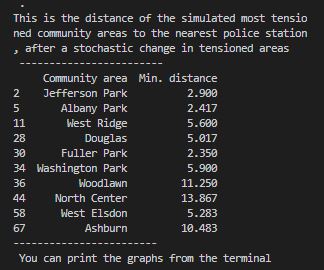 .
This is the distance of the simulated most tensio
ned community areas to the nearest police station
, after a stochastic change in tensioned areas
------------------------
Community area Min. distance
2 Jefferson Park 2.900
5 Albany Park 2.417
11 West Ridge 5.600
28 Douglas 5.017
30 Fuller Park 2.350
34 Washington Park 5.900
36 Woodlawn 11.250
44 North Center 13.867
58 West Elsdon 5.283
67 Ashburn 10.483
------------------------
You can print the graphs from the terminal